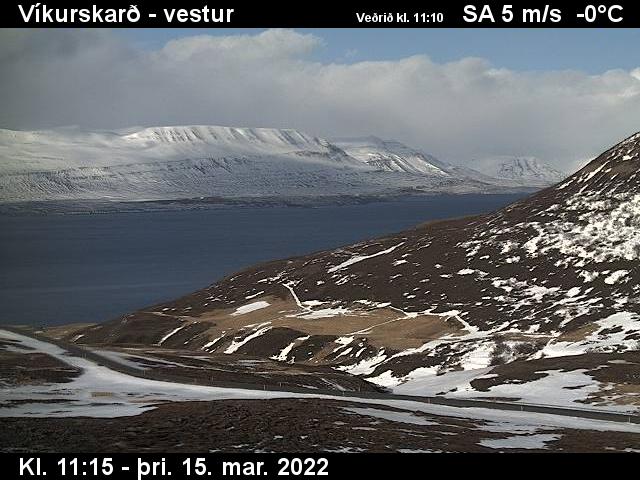 Víkurskarð - vestur Veðrið kl. 11:10 SA 5 m/s -0°C
Kl. 11:15 - þri. 15. mar. 2022